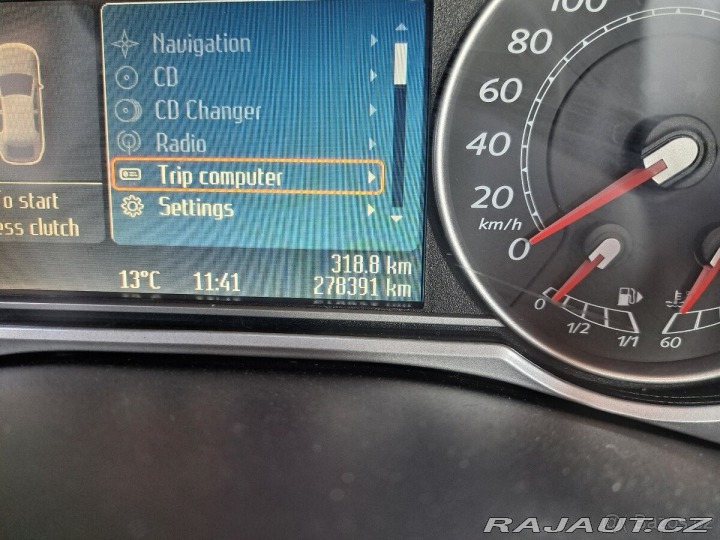 Navigation
CD
CD Changer
Radio
Trip computer
Settings
To start
ess clutch
318.8 km
13°C 11:41 278391 km
100
80
60
40
20
km/h
0
0 1/2 1/1
60
RAJAUT.CZ